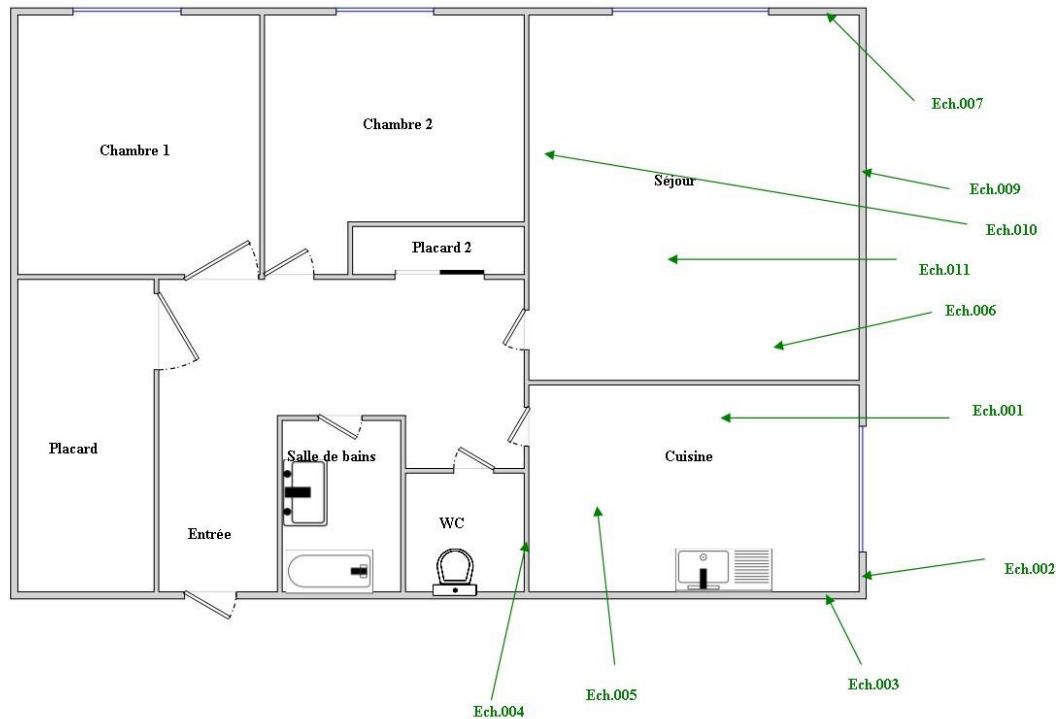 Ech.007
Chambre 2
Chambre 1
Séjour
Ech.009
Ech.010
Placard 2
Ech.011
Ech.006
Ech.001
Placard
Salle de bains
Cuisine
WC
Entrée
Ech.002
Ech.005
Ech.003
Ech.004